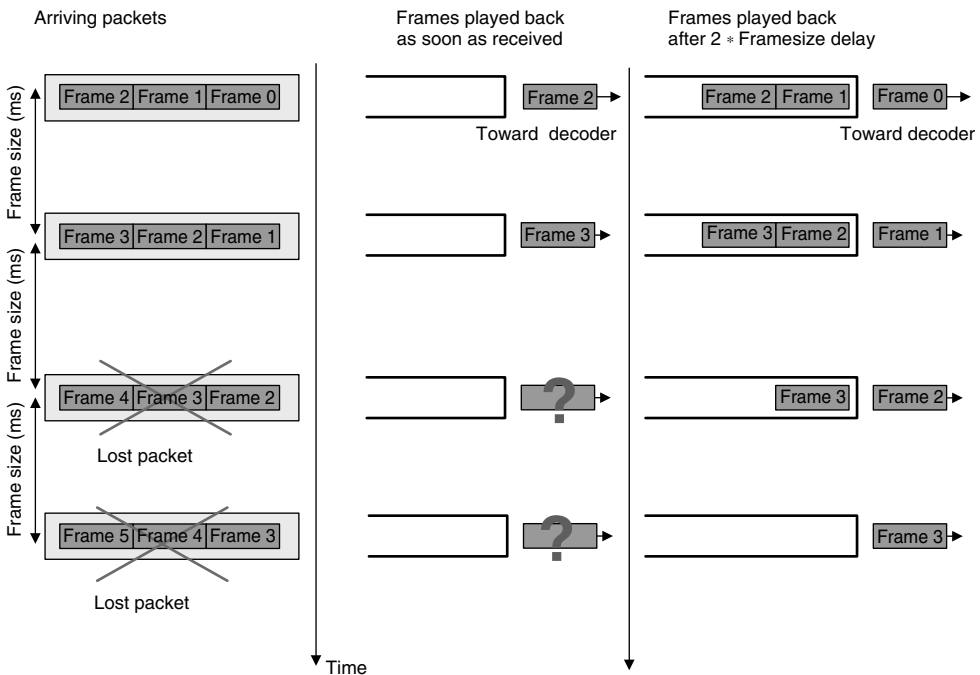 Arriving packets
Frames played back
as soon as received
Frames played back
after 2 * Framesize delay
Frame size (ms)
Frame 2 Frame 1 Frame 0
Frame 2
Toward decoder
Frame 2 Frame 1
Frame 0
Toward decoder
Frame size (ms)
Frame 3 Frame 2 Frame 1
Frame 3
Frame 3 Frame 2
Frame 1
Frame size (ms)
Frame 4 Frame 3 Frame 2
Lost packet
?
Frame 3
Frame 2
Frame 5 Frame 4 Frame 3
Lost packet
?
Frame 3
Time